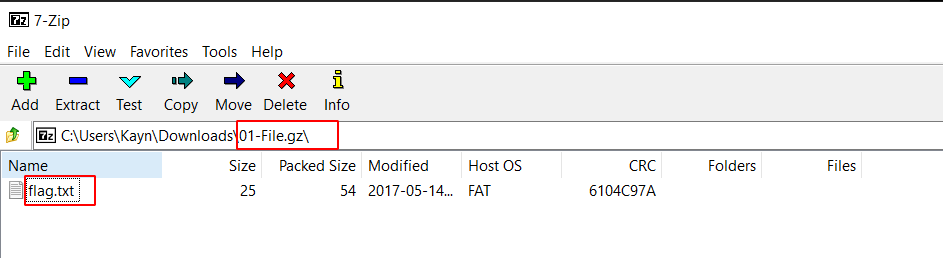 7-Zip
File Edit View Favorites Tools Help
Add Extract Test Copy Move Delete Info
C:\Users\Kayn\Downloads\01-File.gz\
Name Size Packed Size Modified Host OS CRC Folders Files
flag.txt 25 54 2017-05-14... FAT 6104C97A